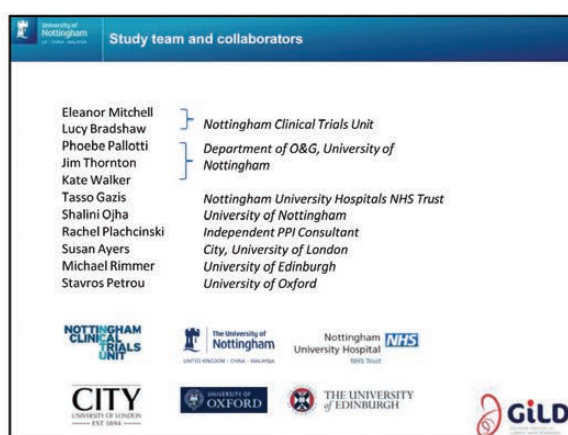 University of
Nottingham
UK | CHINA | MALAYSIA
Study team and collaborators
Eleanor Mitchell
Lucy Bradshaw
Nottingham Clinical Trials Unit
Phoebe Pallotti
Jim Thornton
Kate Walker
Department of O&G, University of
Nottingham
Tasso Gazis Nottingham University Hospitals NHS Trust
Shalini Ojha University of Nottingham
Rachel Plachcinski Independent PPI Consultant
Susan Ayers City, University of London
Michael Rimmer University of Edinburgh
Stavros Petrou University of Oxford
NOTTINGHAM
CLINICAL
TRIALS
UNIT
The University of
Nottingham
UNITED KINGDOM · CHINA · MALAYSIA
Nottingham NHS
University Hospital
NHS Trust
CITY
UNIVERSITY OF LONDON
EST 1894
UNIVERSITY OF
OXFORD
THE UNIVERSITY
of EDINBURGH
GiLD